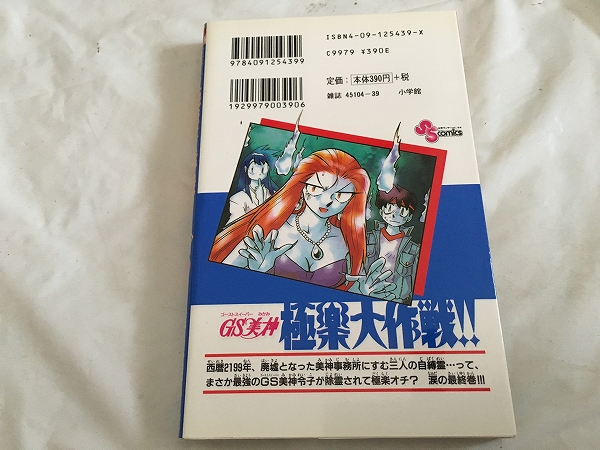 ISBN4-09-125439-X
C9979 ¥390E
9784091254399
定価：本体390円+税
雑誌 45104-39 小学館
1929979003906
SS comics
ゴーストスイーパー みかみ
GS美神 極楽大作戦!!
西暦2199年、廃墟となった美神事務所にすむ三人の自縛霊…って、
まさか最強のGS美神令子が除霊されて極楽オチ？ 涙の最終巻!!!